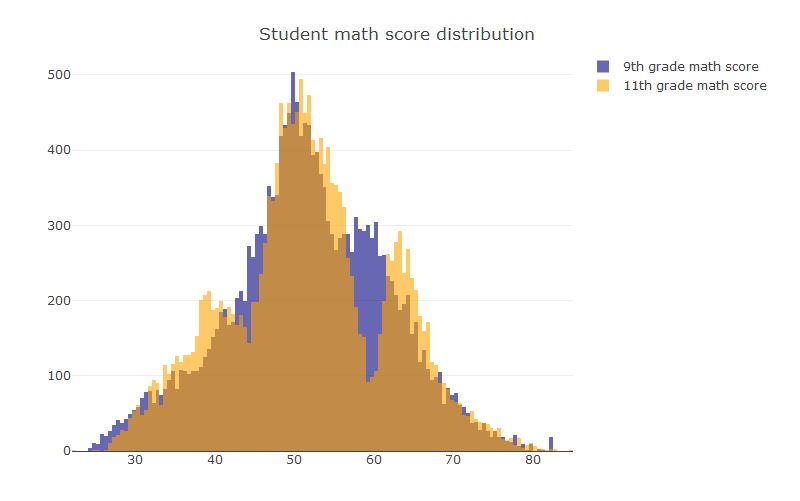 Student math score distribution
9th grade math score
11th grade math score
500
400
300
200
100
0
30 40 50 60 70 80